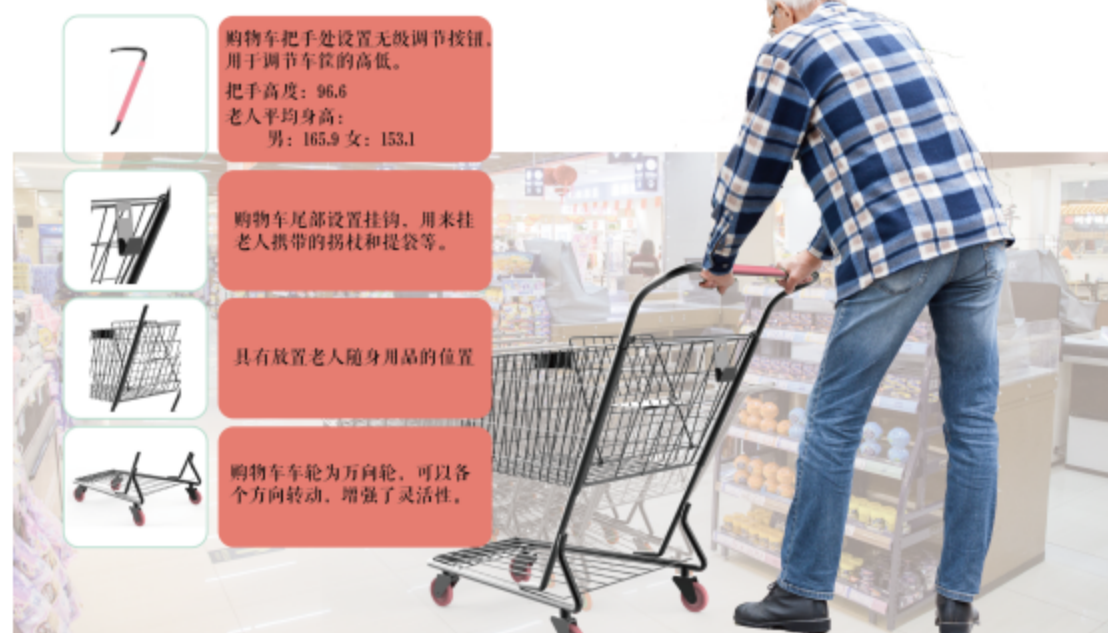 购物车把手处设置无级调节按钮，
用于调节车筐的高低。
把手高度：96.6
老人平均身高：
男：165.9 女：153.1
购物车尾部设置挂钩，用来挂
老人携带的拐杖和提袋等。
具有放置老人随身用品的位置
购物车车轮为万向轮，可以各
个方向转动，增强了灵活性。